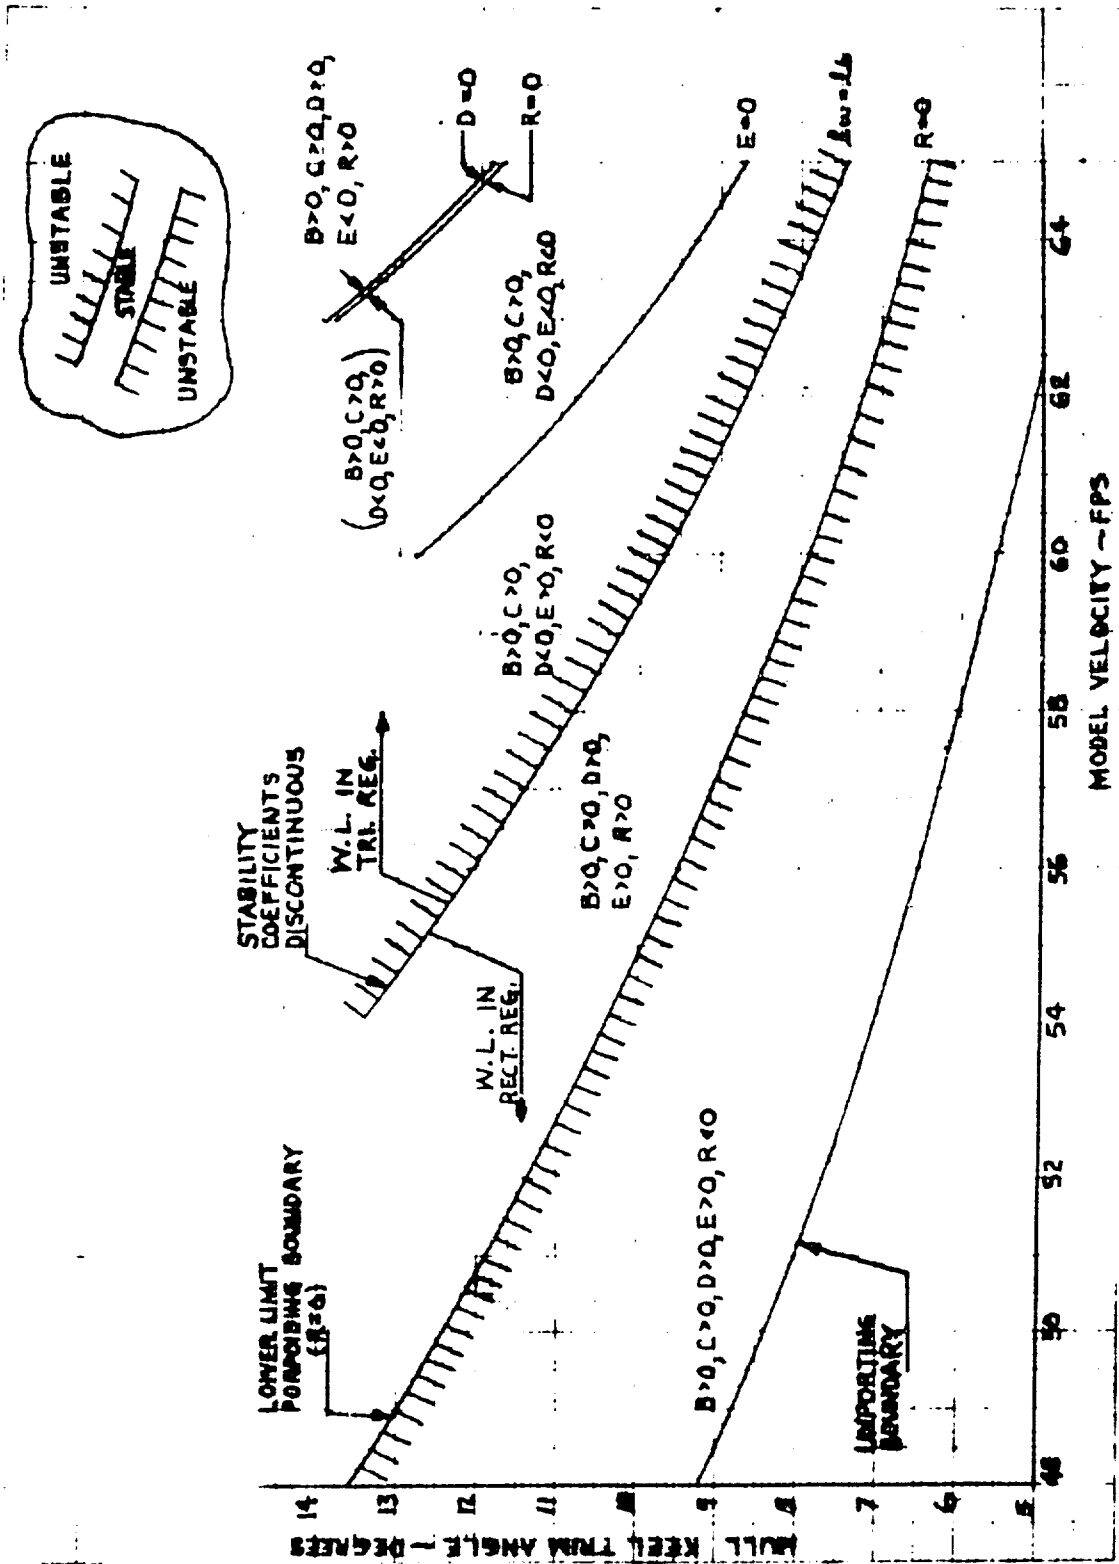 UNSTABLE
STABLE
UNSTABLE
B>0, C>0, D>0,
E<0, R>0
D=0
R=0
(B>0, C>0,
D<0, E<0, R>0)
B>0, C>0,
D<0, E<0, R<0
E=0
R=0
STABILITY
COEFFICIENTS
DISCONTINUOUS
W.L. IN
TRI. REG.
B>0, C>0,
D<0, E>0, R<0
W.L. IN
RECT. REG.
B>0, C>0, D>0,
E>0, R>0
LOWER LIMIT
PORPOISING BOUNDARY
(R=0)
B>0, C>0, D>0, E>0, R<0
UNPORTING
BOUNDARY
HULL KEEL TRIM ANGLE - DEGREES
14
13
12
11
10
9
8
7
6
5
48
50
52
54
56
58
60
62
64
MODEL VELOCITY ~ FPS